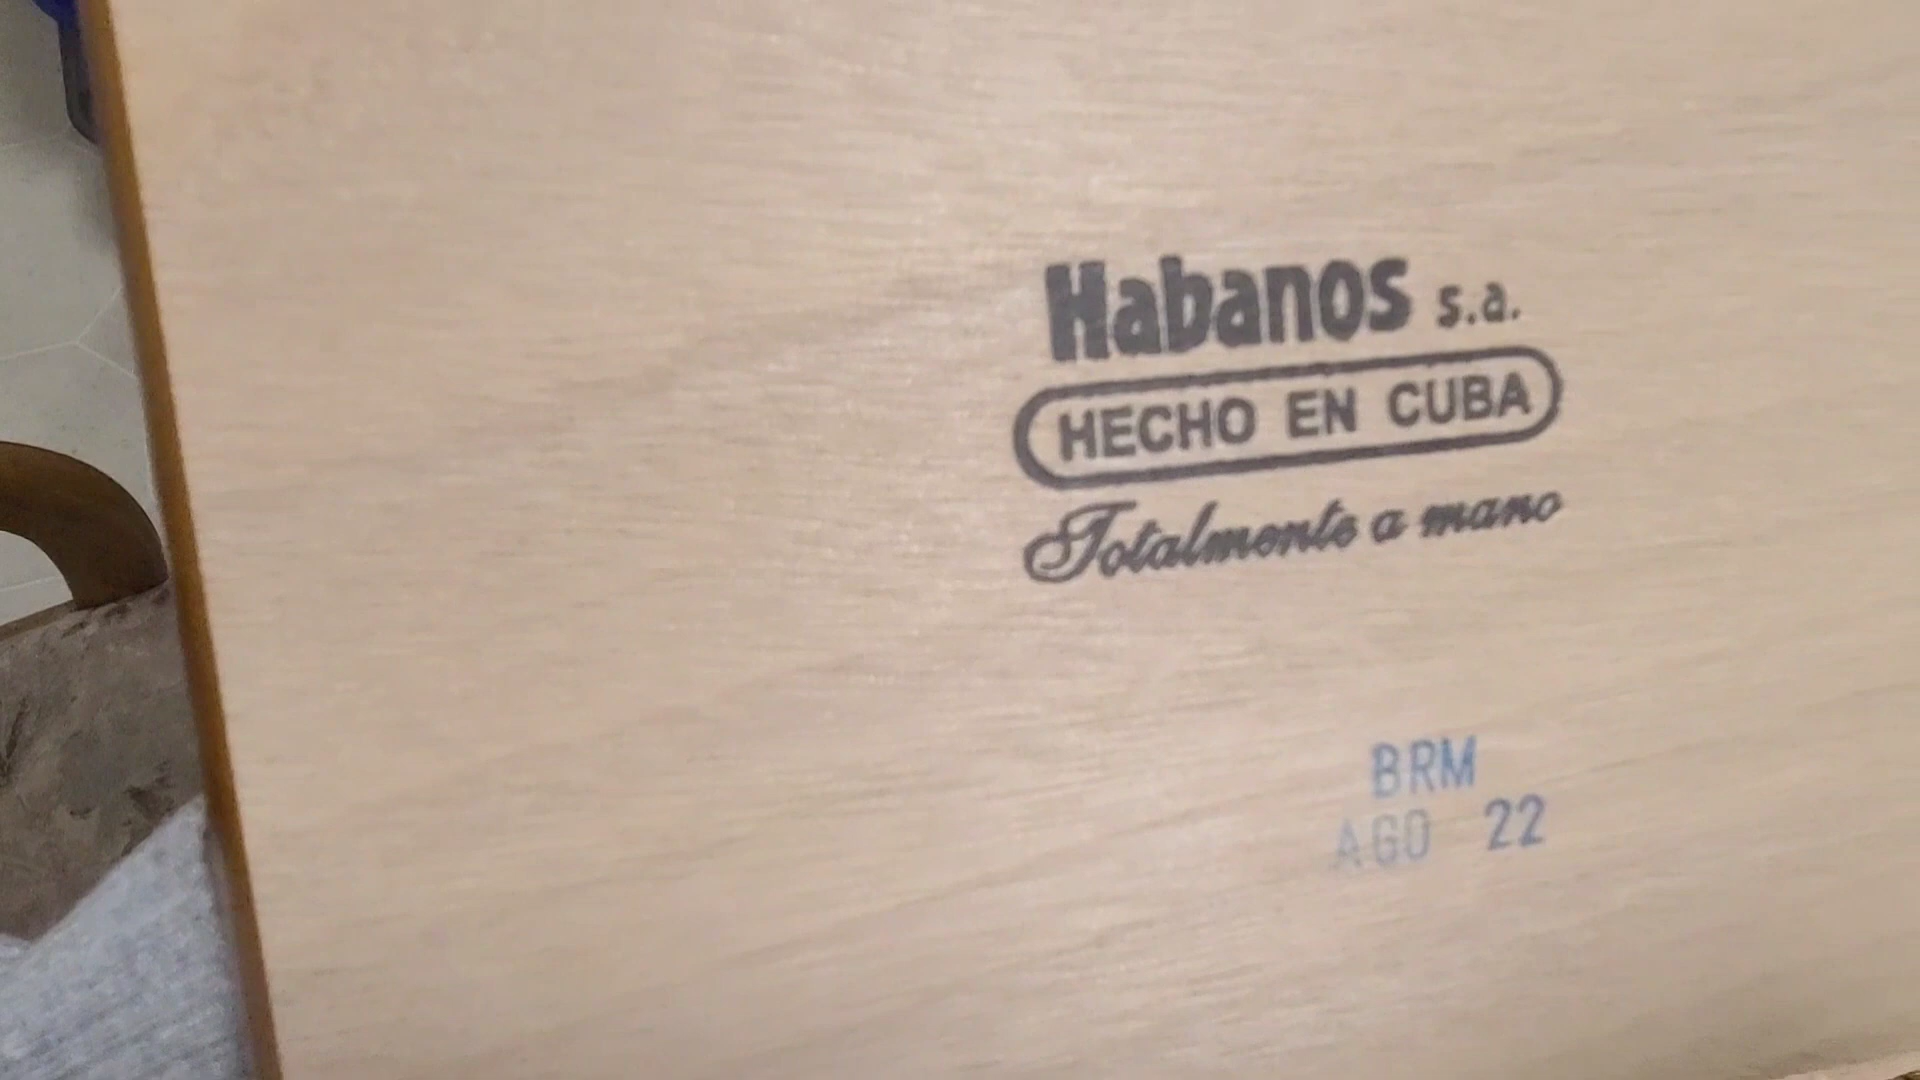 Habanos s.a.
HECHO EN CUBA
Totalmente a mano
BRM
AGO 22